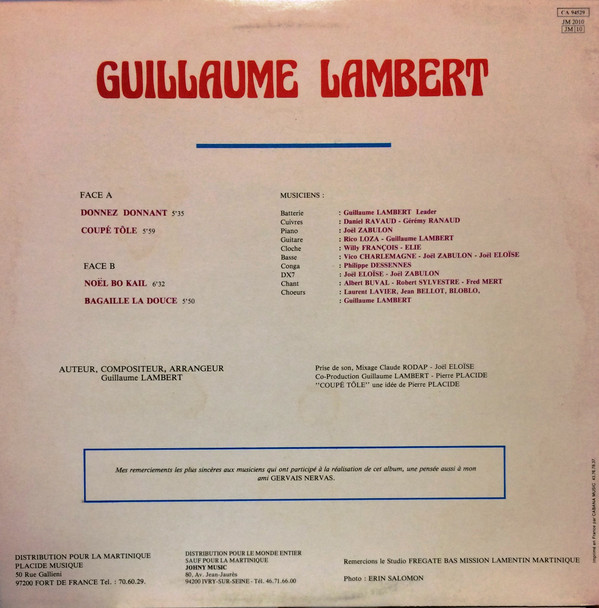 CA 94529
JM 2010
JM 10
GUILLAUME LAMBERT
FACE A
DONNEZ DONNANT 5'35
COUPÉ TÔLE 5'59
FACE B
NOËL BO KAIL 6'32
BAGAILLE LA DOUCE 5'50
MUSICIENS :
Batterie : Guillaume LAMBERT Leader
Cuivres : Daniel RAVAUD - Gérémy RANAUD
Piano : Joël ZABULON
Guitare : Rico LOZA - Guillaume LAMBERT
Cloche : Willy FRANÇOIS - ELIE
Basse : Vico CHARLEMAGNE - Joël ZABULON - Joël ELOÏSE
Conga : Philippe DESSENNES
DX7 : Joël ELOÏSE - Joël ZABULON
Chant : Albert BUVAL - Robert SYLVESTRE - Fred MERT
Choeurs : Laurent LAVIER, Jean BELLOT, BLOBLO,
: Guillaume LAMBERT
AUTEUR, COMPOSITEUR, ARRANGEUR
Guillaume LAMBERT
Prise de son, Mixage Claude RODAP - Joël ELOÏSE
Co-Production Guillaume LAMBERT - Pierre PLACIDE
"COUPÉ TÔLE" une idée de Pierre PLACIDE
Mes remerciements les plus sincères aux musiciens qui ont participé à la réalisation de cet album, une pensée aussi à mon
ami GERVAIS NERVAS.
DISTRIBUTION POUR LA MARTINIQUE
PLACIDE MUSIQUE
50 Rue Gallieni
97200 FORT DE FRANCE Tel. : 70.60.29.
DISTRIBUTION POUR LE MONDE ENTIER
SAUF POUR LA MARTINIQUE
JOHNY MUSIC
80, Av. Jean-Jaurès
94200 IVRY-SUR-SEINE - Tél. 46.71.66.00
Remercions le Studio FREGATE BAS MISSION LAMENTIN MARTINIQUE
Photo : ERIN SALOMON
Imprimé en France par CABANA MUSIC